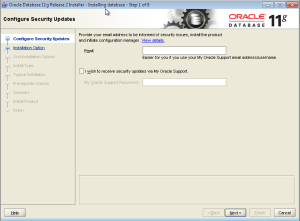 Oracle Database 11g Release 2 Installer - Installing database - Step 1 of 8
Configure Security Updates
ORACLE
DATABASE 11g
Configure Security Updates
Installation Option
Grid Installation Options
Install Type
Typical Installation
Prerequisite Checks
Summary
Install Product
Finish
Provide your email address to be informed of security issues, install the product
and initiate configuration manager. View details.
Email:
Easier for you if you use your My Oracle Support email address/username.
I wish to receive security updates via My Oracle Support.
My Oracle Support Password:
Help
< Back
Next >
Finish
Cancel